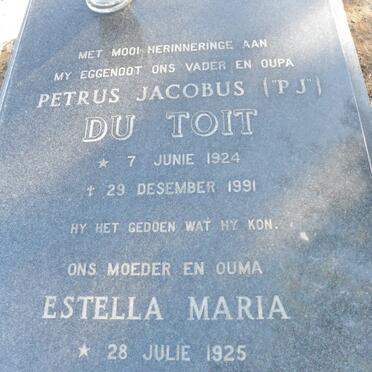 MET MOOI HERINNERINGE AAN
MY EGGENOOT ONS VADER EN OUPA
PETRUS JACOBUS ("PJ")
DU TOIT
★ 7 JUNIE 1924
✝ 29 DESEMBER 1991
HY HET GEDOEN WAT HY KON.
ONS MOEDER EN OUMA
ESTELLA MARIA
★ 28 JULIE 1925